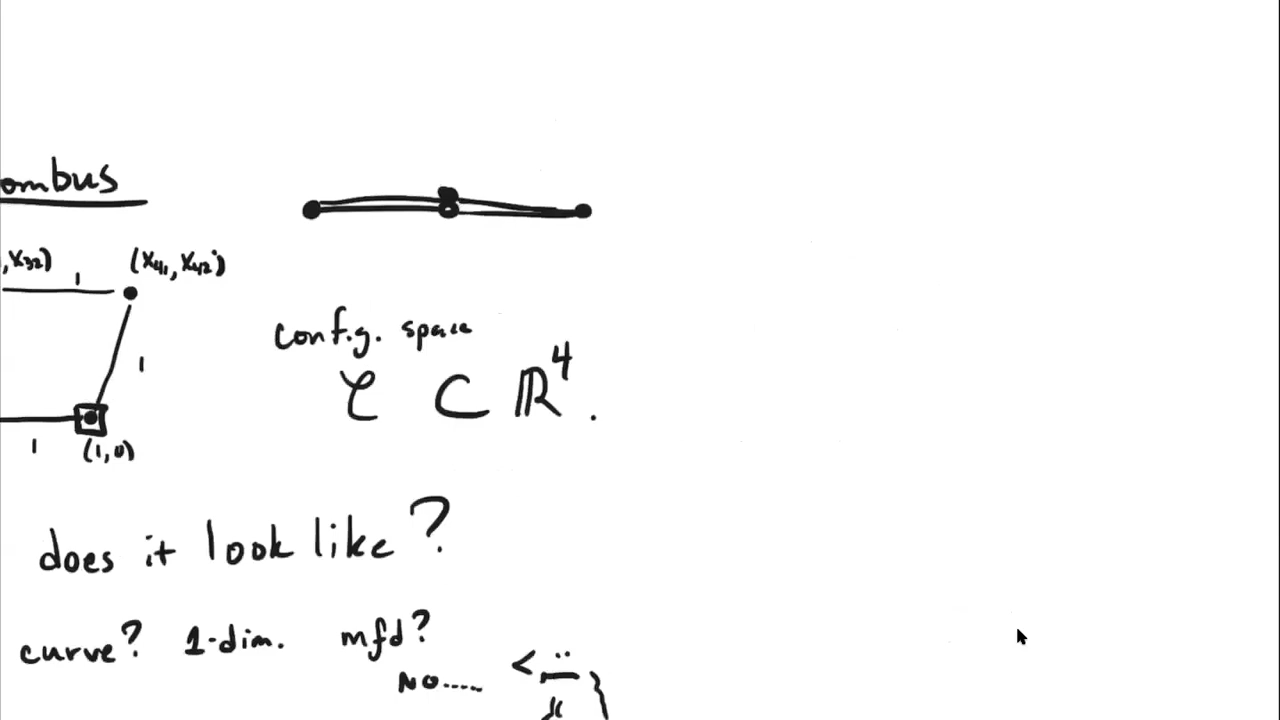 ombus
,x₃₂) 1 (x₄₁, x₄₂)
1
config. space
C ⊂ ℝ⁴.
1 (1,0)
does it look like?
curve? 1-dim. mfd?
NO.....